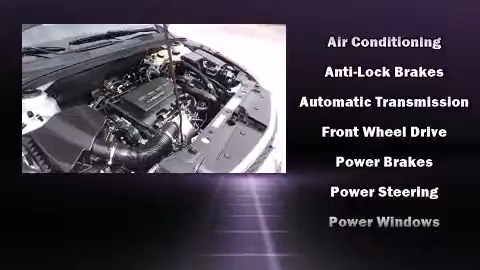 Air Conditioning
Anti-Lock Brakes
Automatic Transmission
Front Wheel Drive
Power Brakes
Power Steering
Power Windows